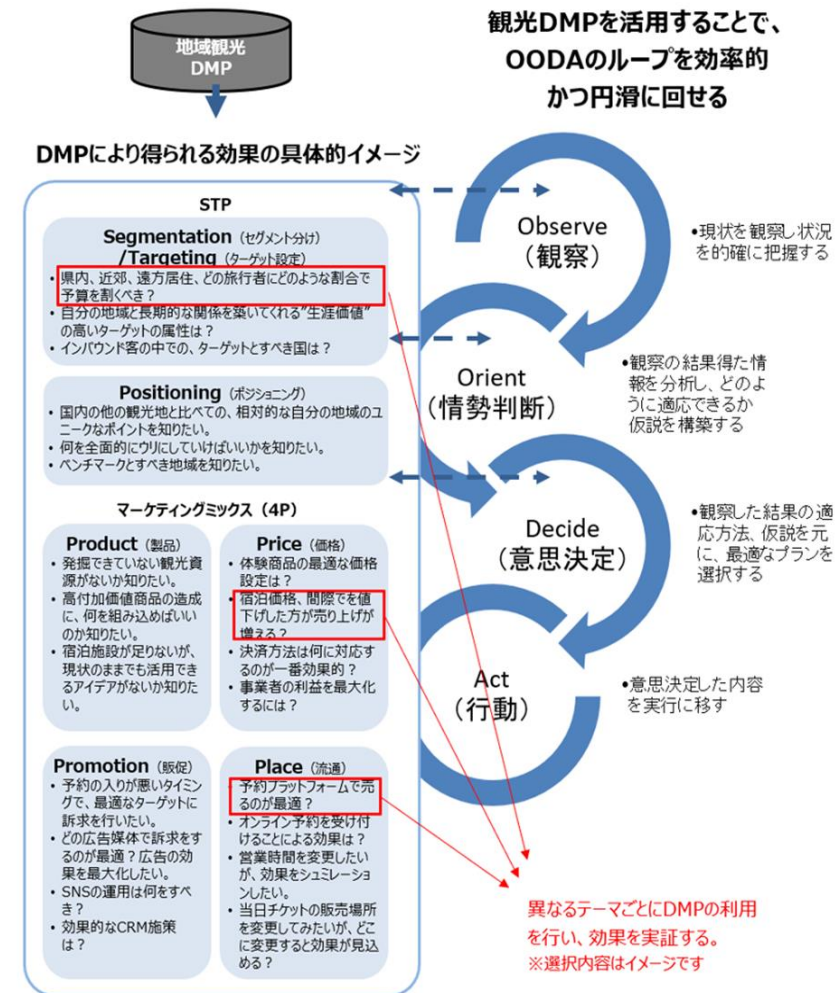 地域観光
DMP
観光DMPを活用することで、
OODAのループを効率的
かつ円滑に回せる
DMPにより得られる効果の具体的イメージ
STP
Segmentation（セグメント分け）
/Targeting（ターゲット設定）
• 県内、近郊、遠方居住、どの旅行者にどのような割合で
予算を割くべき？
• 自分の地域と長期的な関係を築いてくれる”生涯価値”
の高いターゲットの属性は？
• インバウンド客の中での、ターゲットとすべき国は？
Positioning（ポジショニング）
• 国内の他の観光地と比べての、相対的な自分の地域のユ
ニークなポイントを知りたい。
• 何を全面的にウリにしていけばいいかを知りたい。
• ベンチマークとすべき地域を知りたい。
マーケティングミックス（4P）
Product（製品）
• 発掘できていない観光資
源がないか知りたい。
• 高付加価値商品の造成
に、何を組み込めばいい
のか知りたい。
• 宿泊施設が足りないが、
現状のままでも活用でき
るアイデアがないか知りた
い。
Price（価格）
• 体験商品の最適な価格
設定は？
• 宿泊価格、間際でを値
下げした方が売り上げが
増える？
• 決済方法は何に対応す
るのが一番効果的？
• 事業者の利益を最大化
するには？
Promotion（販促）
• 予約の入りが悪いタイミン
グで、最適なターゲットに
訴求を行いたい。
• どの広告媒体で訴求をす
るのが最適？広告の効
果を最大化したい。
• SNSの運用は何をすべ
き？
• 効果的なCRM施策
は？
Place（流通）
• 予約プラットフォームで売
るのが最適？
• オンライン予約を受け付
けることによる効果は？
• 営業時間を変更したい
が、効果をシュミレーショ
ンしたい。
• 当日チケットの販売場所
を変更してみたいが、どこ
に変更すると効果が見込
める？
Observe
（観察）
•現状を観察し状況
を的確に把握する
Orient
（情勢判断）
•観察の結果得た情
報を分析し、どのよ
うに適応できるか
仮説を構築する
Decide
（意思決定）
•観察した結果の適
応方法、仮説を元
に、最適なプランを
選択する
Act
（行動）
•意思決定した内容
を実行に移す
異なるテーマごとにDMPの利用
を行い、効果を実証する。
※選択内容はイメージです